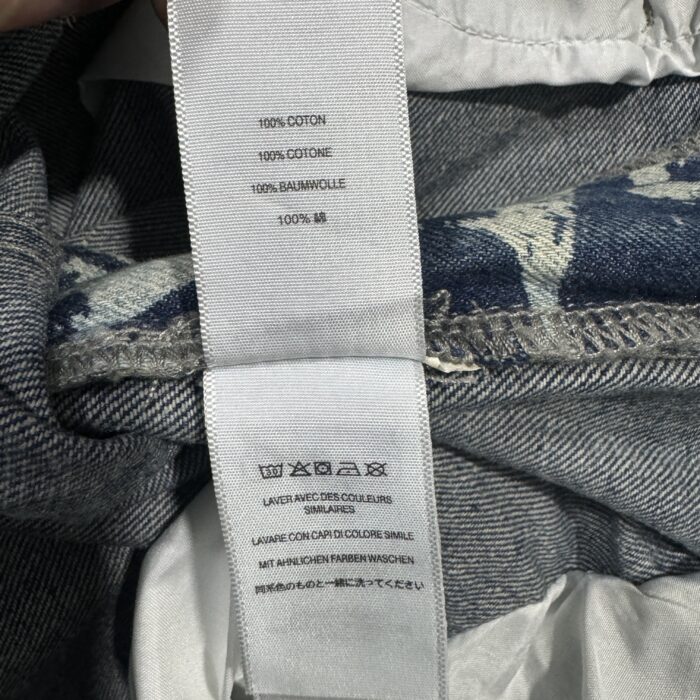 100% COTON
100% COTONE
100% BAUMWOLLE
100% 綿
LAVER AVEC DES COULEURS
SIMILAIRES
LAVARE CON CAPI DI COLORE SIMILE
MIT AHNLICHEN FARBEN WASCHEN
同系色のものと一緒に洗ってください